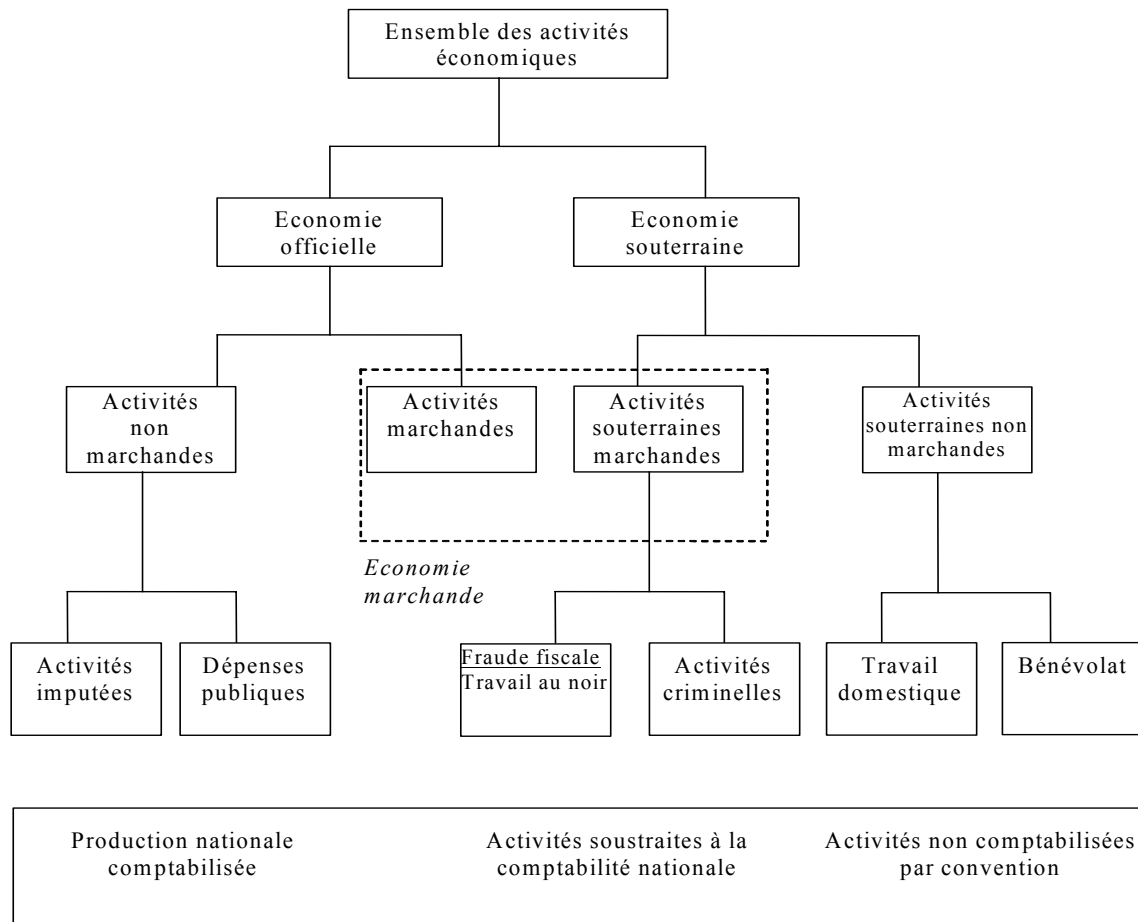 Ensemble des activités
économiques
Economie
officielle
Economie
souterraine
Activités
non
marchandes
Activités
marchandes
Activités
souterraines
marchandes
Activités
souterraines non
marchandes
Economie
marchande
Activités
imputées
Dépenses
publiques
Fraude fiscale
Travail au noir
Activités
criminelles
Travail
domestique
Bénévolat
Production nationale
comptabilisée
Activités soustraites à la
comptabilité nationale
Activités non comptabilisées
par convention